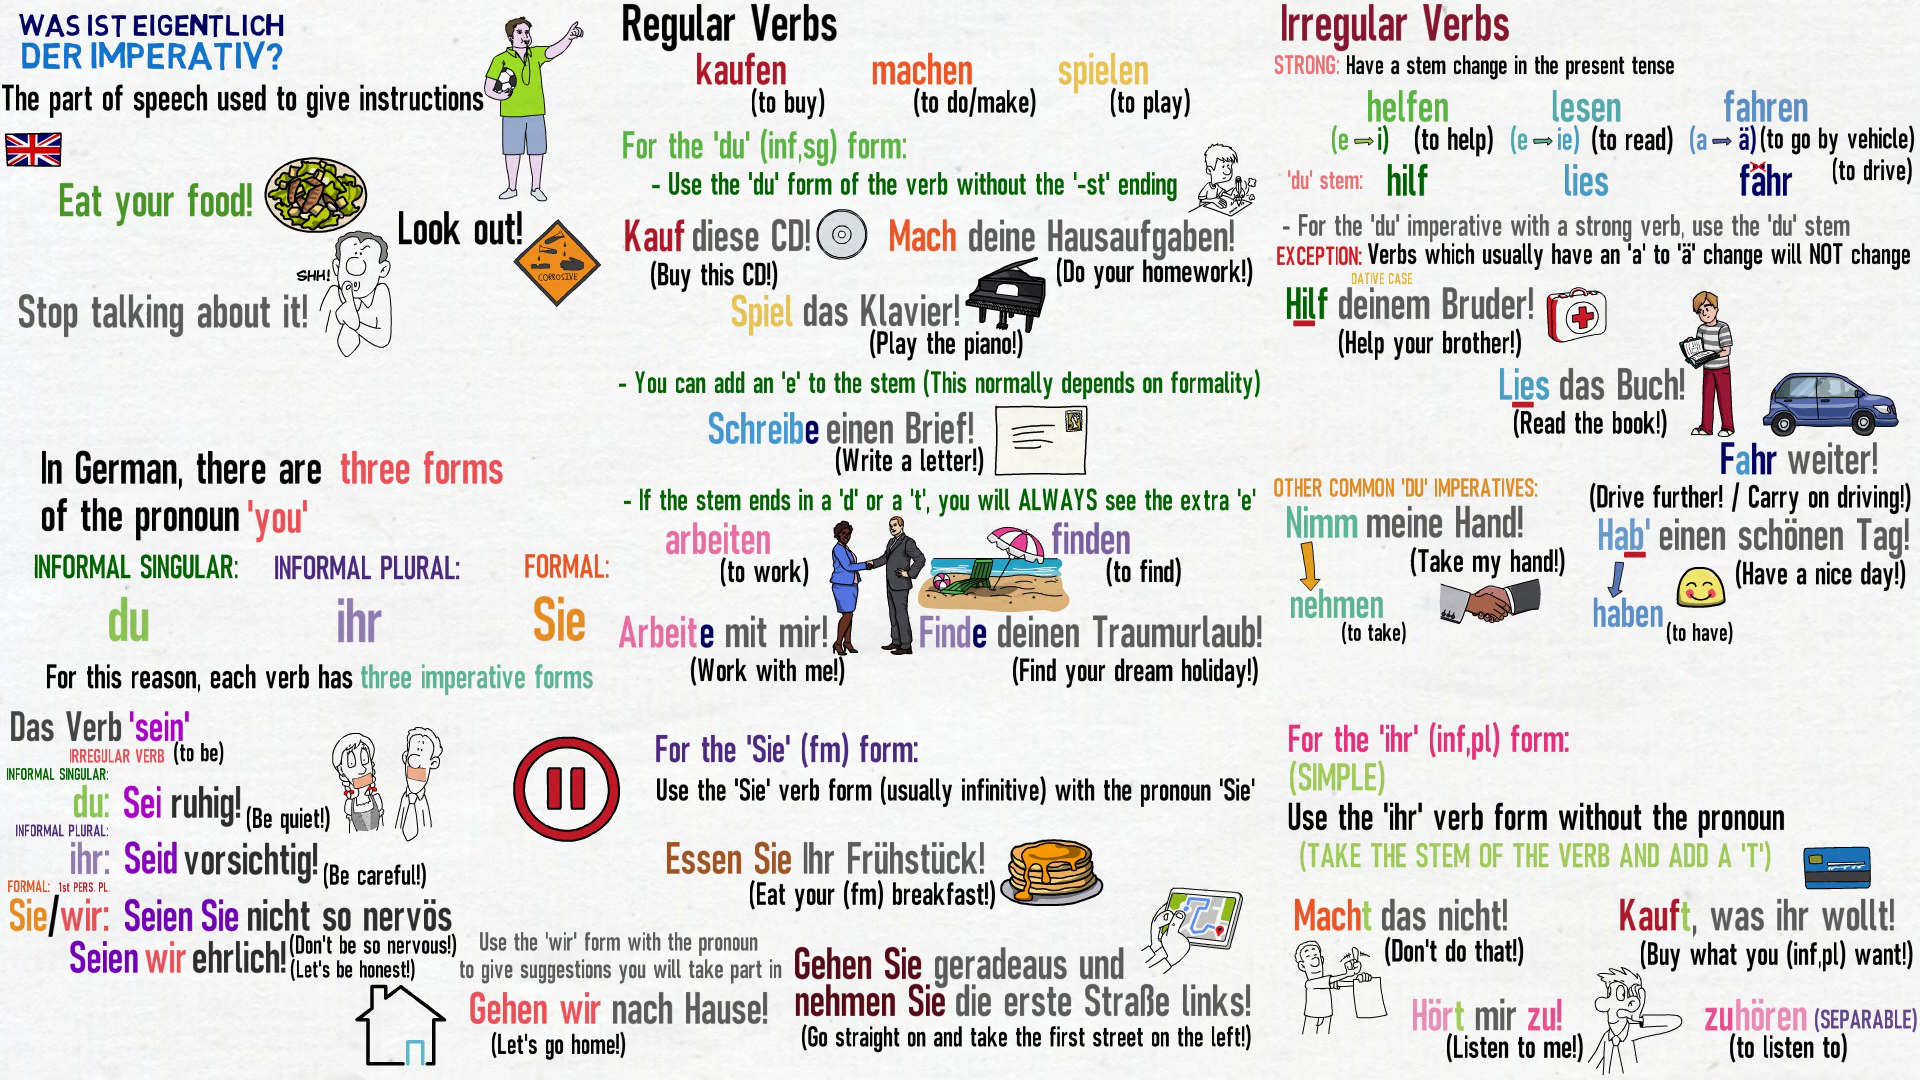 WAS IST EIGENTLICH
DER IMPERATIV?
The part of speech used to give instructions
Eat your food!
Look out!
CORROSIVE
SHH!
Stop talking about it!
In German, there are three forms
of the pronoun 'you'
INFORMAL SINGULAR: INFORMAL PLURAL: FORMAL:
du ihr Sie
For this reason, each verb has three imperative forms
Das Verb 'sein'
IRREGULAR VERB (to be)
INFORMAL SINGULAR:
du: Sei ruhig! (Be quiet!)
INFORMAL PLURAL:
ihr: Seid vorsichtig! (Be careful!)
FORMAL: 1st PERS. PL.
Sie/wir: Seien Sie nicht so nervös
(Don't be so nervous!)
Seien wir ehrlich! (Let's be honest!)
Regular Verbs
kaufen machen spielen
(to buy) (to do/make) (to play)
For the 'du' (inf,sg) form:
- Use the 'du' form of the verb without the '-st' ending
Kauf diese CD! Mach deine Hausaufgaben!
(Buy this CD!) (Do your homework!)
Spiel das Klavier!
(Play the piano!)
- You can add an 'e' to the stem (This normally depends on formality)
Schreibe einen Brief!
(Write a letter!)
- If the stem ends in a 'd' or a 't', you will ALWAYS see the extra 'e'
arbeiten finden
(to work) (to find)
Arbeite mit mir! Finde deinen Traumurlaub!
(Work with me!) (Find your dream holiday!)
For the 'Sie' (fm) form:
Use the 'Sie' verb form (usually infinitive) with the pronoun 'Sie'
Essen Sie Ihr Frühstück!
(Eat your (fm) breakfast!)
Use the 'wir' form with the pronoun
to give suggestions you will take part in
Gehen wir nach Hause!
(Let's go home!)
Gehen Sie geradeaus und
nehmen Sie die erste Straße links!
(Go straight on and take the first street on the left!)
Irregular Verbs
STRONG: Have a stem change in the present tense
helfen lesen fahren
(e → i) (to help) (e → ie) (to read) (a → ä) (to go by vehicle)
(to drive)
'du' stem: hilf lies fähr
- For the 'du' imperative with a strong verb, use the 'du' stem
EXCEPTION: Verbs which usually have an 'a' to 'ä' change will NOT change
DATIVE CASE
Hilf deinem Bruder!
(Help your brother!)
Lies das Buch!
(Read the book!)
Fahr weiter!
(Drive further! / Carry on driving!)
OTHER COMMON 'DU' IMPERATIVES:
Nimm meine Hand! Hab' einen schönen Tag!
(Take my hand!) (Have a nice day!)
nehmen haben
(to take) (to have)
For the 'ihr' (inf,pl) form:
(SIMPLE)
Use the 'ihr' verb form without the pronoun
(TAKE THE STEM OF THE VERB AND ADD A 'T')
Macht das nicht! Kauft, was ihr wollt!
(Don't do that!) (Buy what you (inf,pl) want!)
Hört mir zu! zuhören (SEPARABLE)
(Listen to me!) (to listen to)